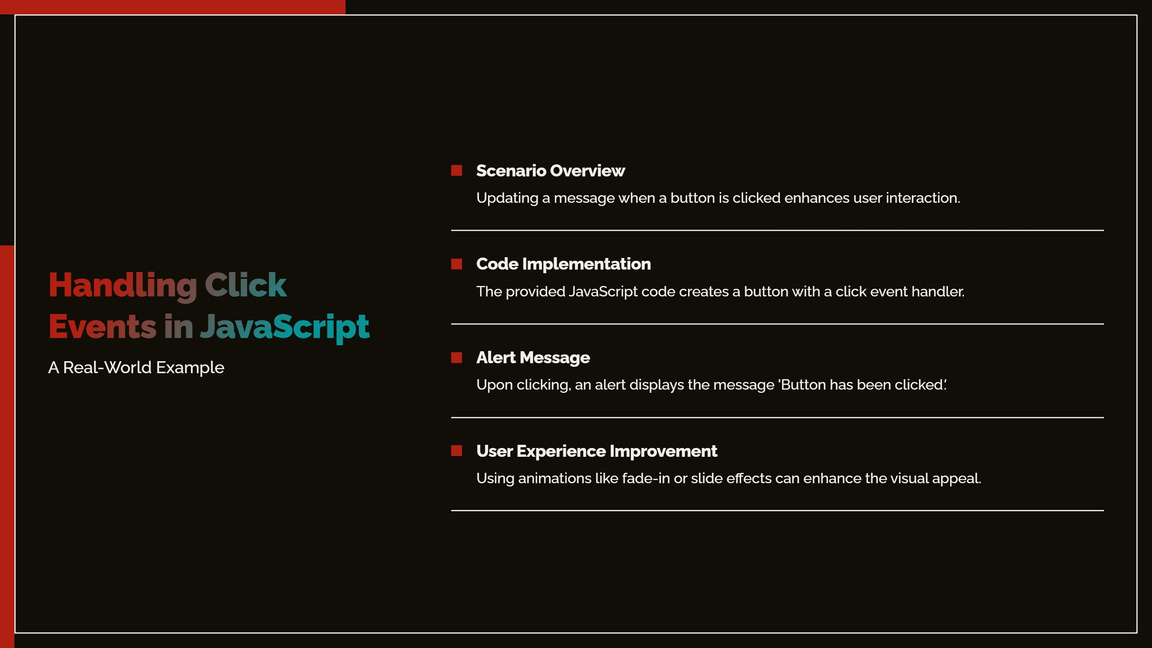 Handling Click
Events in JavaScript
A Real-World Example
Scenario Overview
Updating a message when a button is clicked enhances user interaction.
Code Implementation
The provided JavaScript code creates a button with a click event handler.
Alert Message
Upon clicking, an alert displays the message 'Button has been clicked.'
User Experience Improvement
Using animations like fade-in or slide effects can enhance the visual appeal.